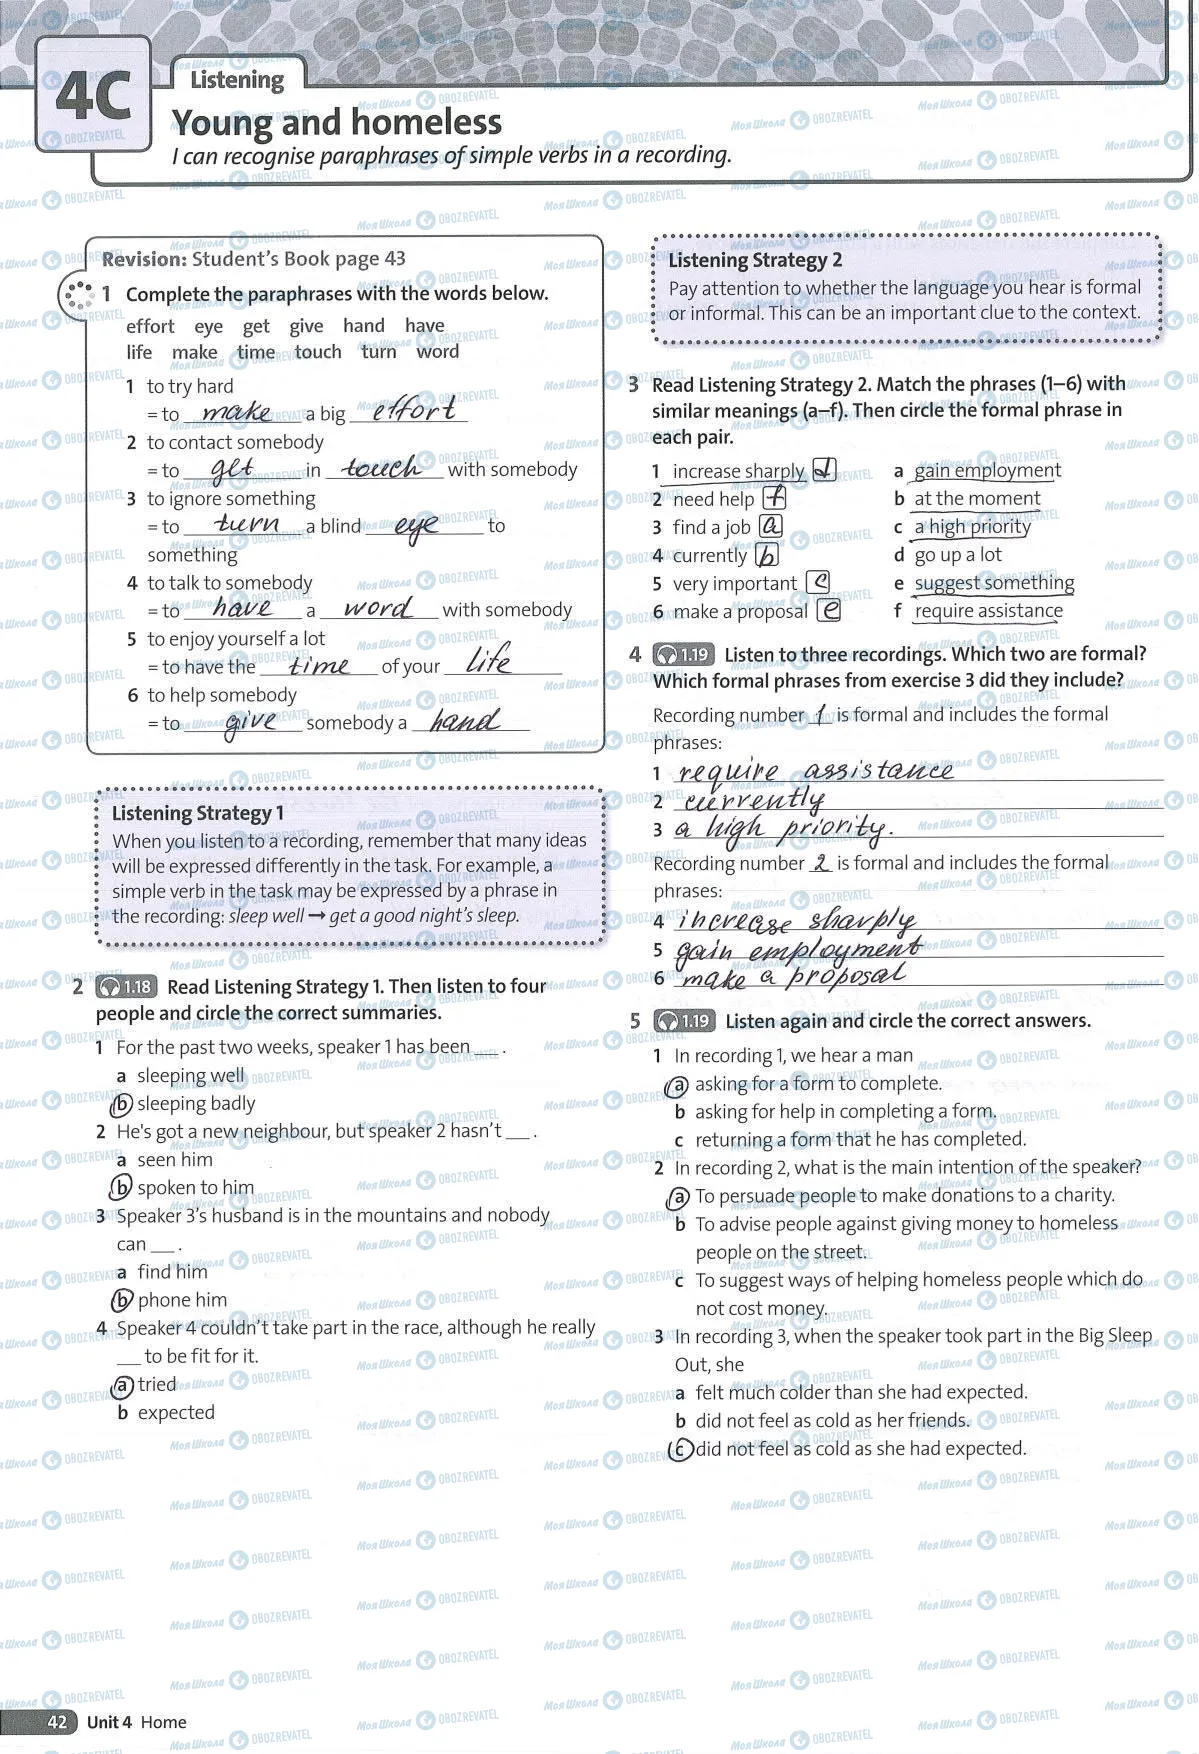 4C
Listening
Young and homeless
I can recognise paraphrases of simple verbs in a recording.
Revision: Student's Book page 43
1 Complete the paraphrases with the words below.
effort eye get give hand have
life make time touch turn word
1 to try hard
= to make a big effort
2 to contact somebody
= to get in touch with somebody
3 to ignore something
= to turn a blind eye to
something
4 to talk to somebody
= to have a word with somebody
5 to enjoy yourself a lot
= to have the time of your life
6 to help somebody
= to give somebody a hand
Listening Strategy 1
When you listen to a recording, remember that many ideas
will be expressed differently in the task. For example, a
simple verb in the task may be expressed by a phrase in
the recording: sleep well → get a good night's sleep.
2 1.18 Read Listening Strategy 1. Then listen to four
people and circle the correct summaries.
1 For the past two weeks, speaker 1 has been ___ .
a sleeping well
b sleeping badly
2 He's got a new neighbour, but speaker 2 hasn't ___ .
a seen him
b spoken to him
3 Speaker 3's husband is in the mountains and nobody
can ___ .
a find him
b phone him
4 Speaker 4 couldn't take part in the race, although he really
___ to be fit for it.
a tried
b expected
Listening Strategy 2
Pay attention to whether the language you hear is formal
or informal. This can be an important clue to the context.
3 Read Listening Strategy 2. Match the phrases (1–6) with
similar meanings (a–f). Then circle the formal phrase in
each pair.
1 increase sharply d a gain employment
2 need help f b at the moment
3 find a job a c a high priority
4 currently b d go up a lot
5 very important c e suggest something
6 make a proposal e f require assistance
4 1.19 Listen to three recordings. Which two are formal?
Which formal phrases from exercise 3 did they include?
Recording number 1 is formal and includes the formal
phrases:
1 require assistance
2 currently
3 a high priority.
Recording number 2 is formal and includes the formal
phrases:
4 increase sharply
5 gain employment
6 make a proposal
5 1.19 Listen again and circle the correct answers.
1 In recording 1, we hear a man
a asking for a form to complete.
b asking for help in completing a form.
c returning a form that he has completed.
2 In recording 2, what is the main intention of the speaker?
a To persuade people to make donations to a charity.
b To advise people against giving money to homeless
people on the street.
c To suggest ways of helping homeless people which do
not cost money.
3 In recording 3, when the speaker took part in the Big Sleep
Out, she
a felt much colder than she had expected.
b did not feel as cold as her friends.
c did not feel as cold as she had expected.
42 Unit 4 Home
Моя Школа OBOZREVATEL